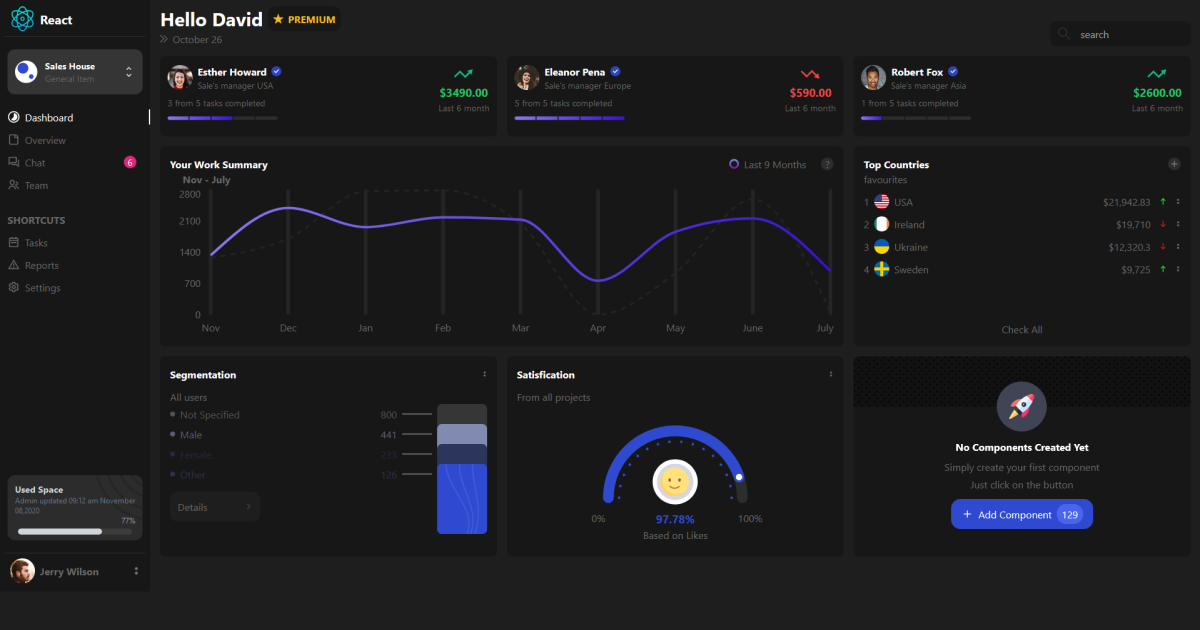 React
Sales House
General Item
Dashboard
Overview
Chat
6
Team
SHORTCUTS
Tasks
Reports
Settings
Used Space
Admin updated 09:12 am November
08,2020
77%
Jerry Wilson
Hello David
PREMIUM
October 26
search
Esther Howard
Sale's manager USA
$3490.00
3 from 5 tasks completed
Last 6 month
Eleanor Pena
Sale's manager Europe
$590.00
5 from 5 tasks completed
Last 6 month
Robert Fox
Sale's manager Asia
$2600.00
1 from 5 tasks completed
Last 6 month
Your Work Summary
Last 9 Months
?
Nov - July
2800
2100
1400
700
0
Nov Dec Jan Feb Mar Apr May June July
Top Countries
favourites
1 USA $21,942.83
2 Ireland $19,710
3 Ukraine $12,320.3
4 Sweden $9,725
Check All
Segmentation
All users
Not Specified 800
Male 441
Female 233
Other 126
Details
Satisfication
From all projects
0% 97.78% 100%
Based on Likes
No Components Created Yet
Simply create your first component
Just click on the button
+ Add Component 129